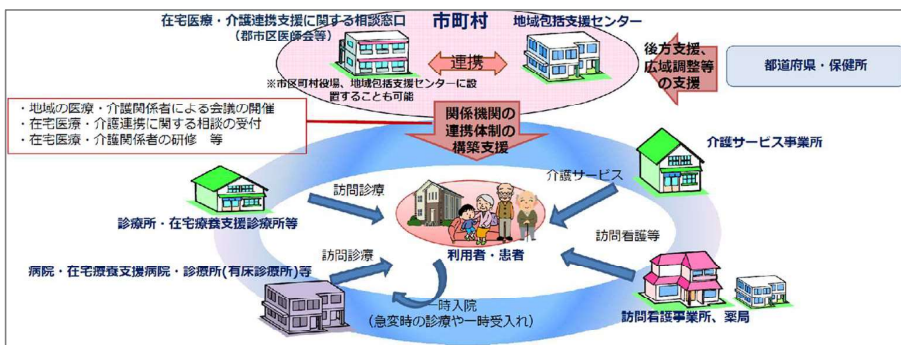 在宅医療・介護連携支援に関する相談窓口
(郡市区医師会等)
市町村
地域包括支援センター
連携
※市区町村役場、地域包括支援センターに設
置することも可能
後方支援、
広域調整等
の支援
都道府県・保健所
・地域の医療・介護関係者による会議の開催
・在宅医療・介護連携に関する相談の受付
・在宅医療・介護関係者の研修 等
関係機関の
連携体制の
構築支援
介護サービス事業所
訪問診療
介護サービス
診療所・在宅療養支援診療所等
利用者・患者
訪問看護等
病院・在宅療養支援病院・診療所(有床診療所)等
訪問診療
一時入院
(急変時の診療や一時受入れ)
訪問看護事業所、薬局